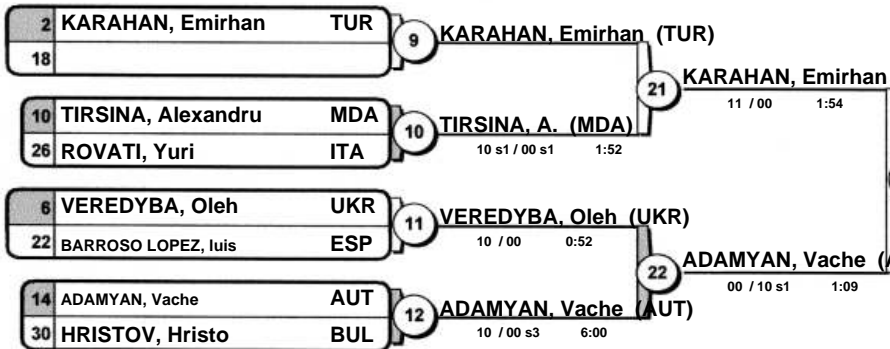 2 KARAHAN, Emirhan TUR
18
9
KARAHAN, Emirhan (TUR)
21
KARAHAN, Emirhan
11 / 00 1:54
10 TIRSINA, Alexandru MDA
26 ROVATI, Yuri ITA
10
TIRSINA, A. (MDA)
10 s1 / 00 s1 1:52
6 VEREDYBA, Oleh UKR
22 BARROSO LOPEZ, luis ESP
11
VEREDYBA, Oleh (UKR)
10 / 00 0:52
22
ADAMYAN, Vache (A
00 / 10 s1 1:09
14 ADAMYAN, Vache AUT
30 HRISTOV, Hristo BUL
12
ADAMYAN, Vache (AUT)
10 / 00 s3 6:00